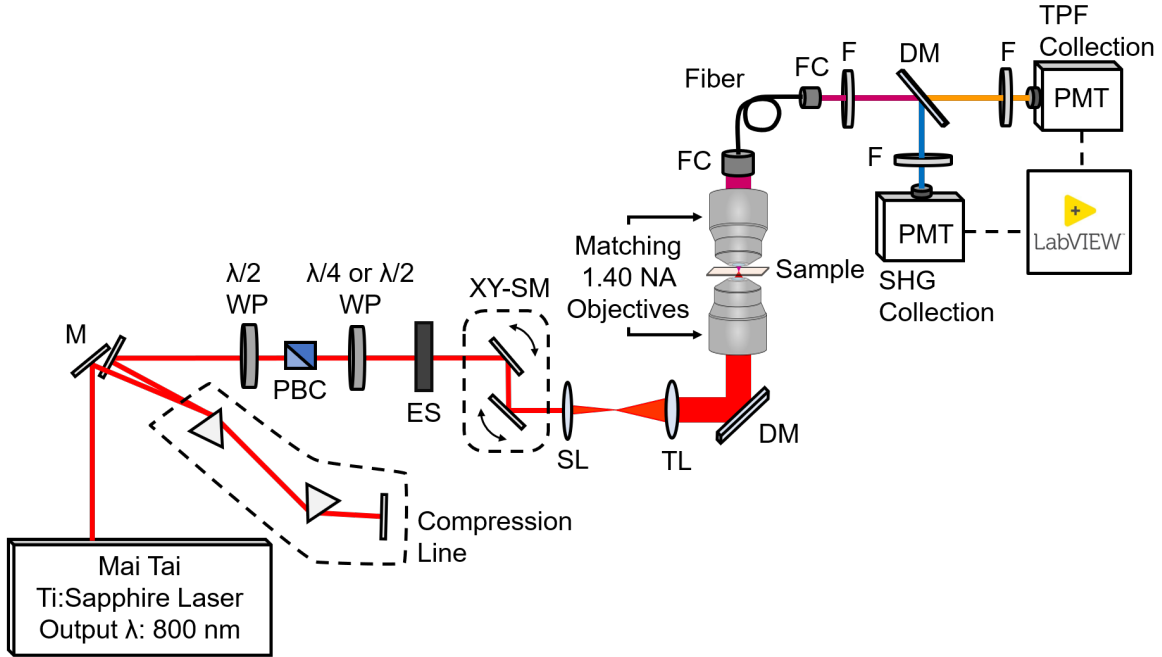 TPF
Collection
F
DM
F
FC
Fiber
PMT
FC
F
PMT
LabVIEW™
SHG
Collection
Matching
1.40 NA
Objectives
Sample
λ/2
WP
λ/4 or λ/2
WP
XY-SM
M
PBC
ES
SL
TL
DM
Compression
Line
Mai Tai
Ti:Sapphire Laser
Output λ: 800 nm